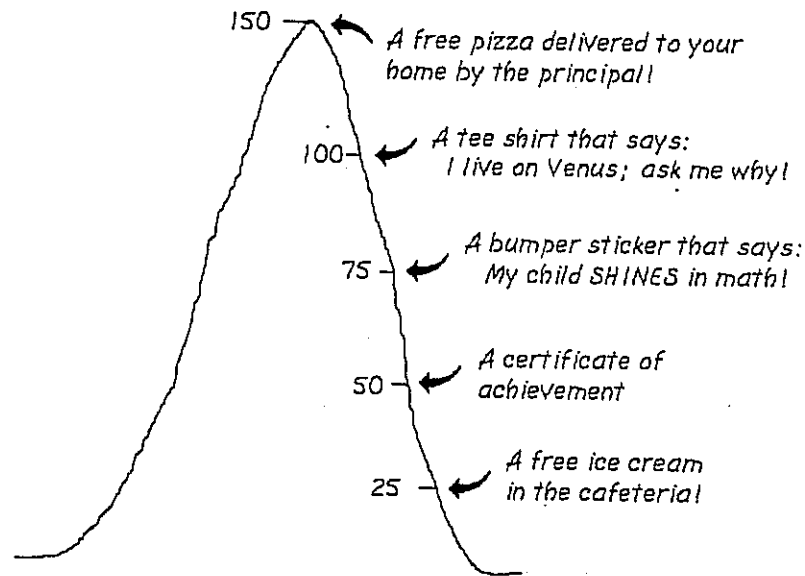 150
A free pizza delivered to your
home by the principal!
100
A tee shirt that says:
I live on Venus; ask me why!
75
A bumper sticker that says:
My child SHINES in math!
50
A certificate of
achievement
25
A free ice cream
in the cafeteria!